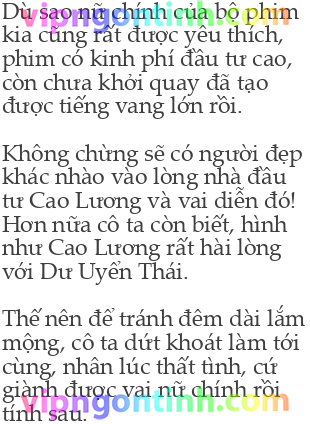 Dù sao nữ chính của bộ phim
vipngontinh.com
kia cũng rất được yêu thích,
phim có kinh phí đầu tư cao,
còn chưa khởi quay đã tạo
được tiếng vang lớn rồi.
Không chừng sẽ có người đẹp
khác nhào vào lòng nhà đầu
tư Cao Lương và vai diễn đó!
Hơn nữa cô ta còn biết, hình
như Cao Lương rất hài lòng
với Dư Uyển Thái.
Thế nên để tránh đêm dài lắm
mộng, cô ta dứt khoát làm tới
cùng, nhân lúc thất tình, cứ
giành được vai nữ chính rồi
vipngontinh.com
tính sau.